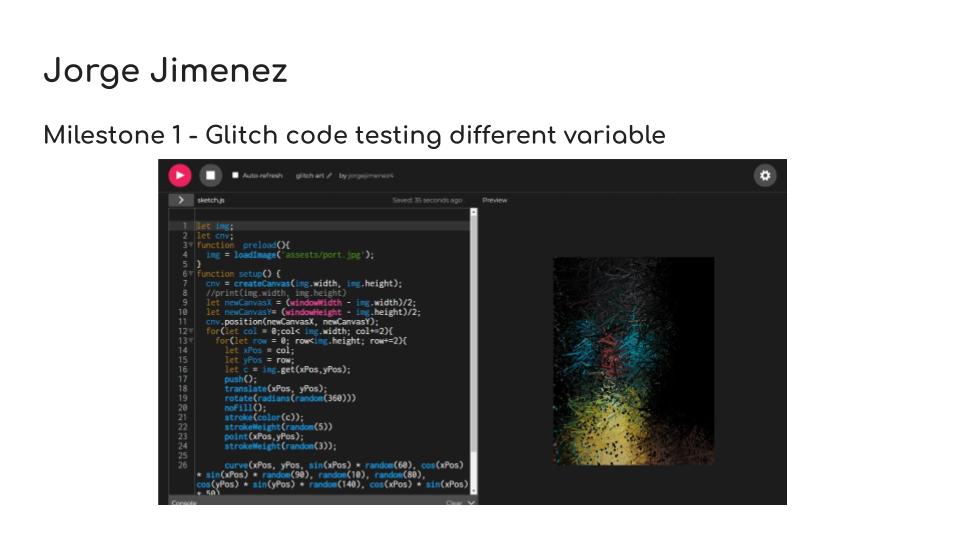 Jorge Jimenez
Milestone 1 - Glitch code testing different variable
Auto-refresh glitch art by jorgejimenez4
sketch.js Saved: 35 seconds ago Preview
1 let img;
2 let cnv;
3 function preload(){
4 img = loadImage('assests/port.jpg');
5 }
6 function setup() {
7 cnv = createCanvas(img.width, img.height);
8 //print(img.width, img.height)
9 let newCanvasX = (windowWidth - img.width)/2;
10 let newCanvasY= (windowHeight - img.height)/2;
11 cnv.position(newCanvasX, newCanvasY);
12 for(let col = 0;col< img.width; col+=2){
13 for(let row = 0; row<img.height; row+=2){
14 let xPos = col;
15 let yPos = row;
16 let c = img.get(xPos,yPos);
17 push();
18 translate(xPos, yPos);
19 rotate(radians(random(360)))
20 noFill();
21 stroke(color(c));
22 strokeWeight(random(5))
23 point(xPos,yPos);
24 strokeWeight(random(3));
25
26 curve(xPos, yPos, sin(xPos) * random(60), cos(xPos)
* sin(xPos) * random(90), random(10), random(80),
cos(yPos) * sin(yPos) * random(140), cos(xPos) * sin(xPos)
* 50)
Console Clear